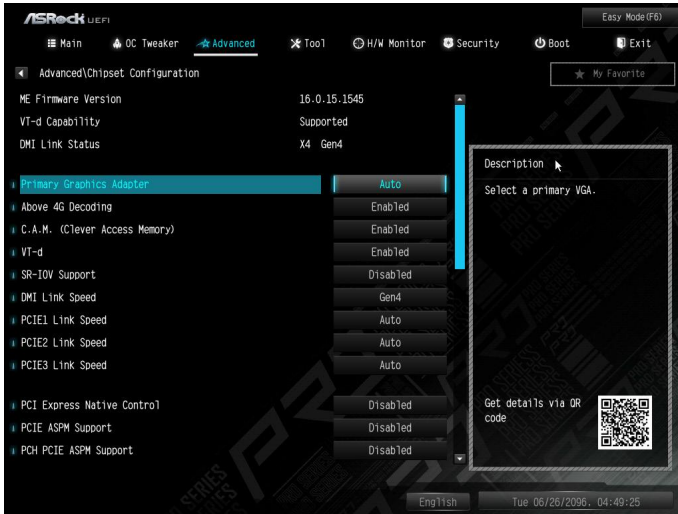 ASRock UEFI
Easy Mode(F6)
Main OC Tweaker Advanced Tool H/W Monitor Security Boot Exit
Advanced\Chipset Configuration
My Favorite
ME Firmware Version 16.0.15.1545
VT-d Capability Supported
DMI Link Status X4 Gen4
Description
Primary Graphics Adapter Auto
Select a primary VGA.
Above 4G Decoding Enabled
C.A.M. (Clever Access Memory) Enabled
VT-d Enabled
SR-IOV Support Disabled
DMI Link Speed Gen4
PCIE1 Link Speed Auto
PCIE2 Link Speed Auto
PCIE3 Link Speed Auto
PCI Express Native Control Disabled
PCIE ASPM Support Disabled
PCH PCIE ASPM Support Disabled
Get details via QR
code
English
Tue 06/26/2096. 04:49:25